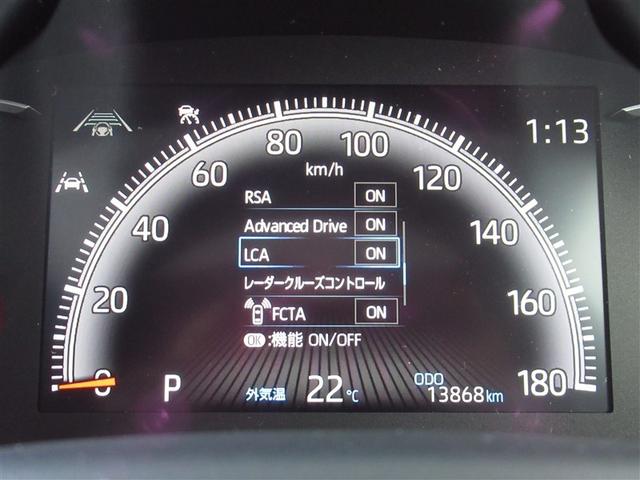 1:13
80 100
60 km/h 120
RSA ON
Advanced Drive ON
40 140
LCA ON
レーダークルーズコントロール
20 160
FCTA ON
OK:機能 ON/OFF
0 180
P 外気温 22℃ ODO 13868km